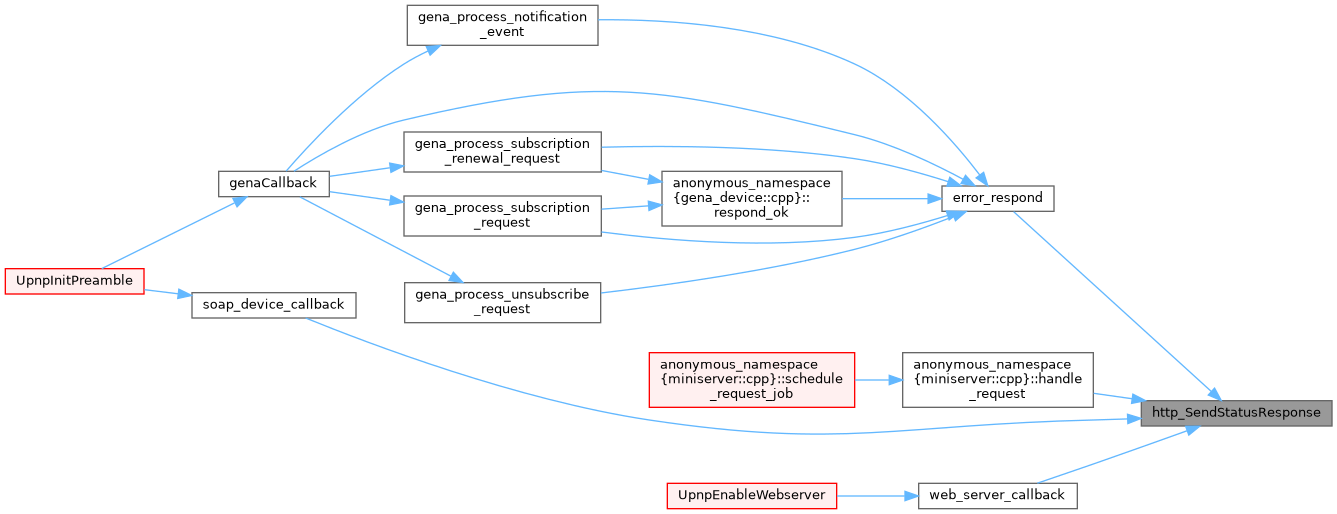 gena_process_notification
_event
gena_process_subscription
_renewal_request
genaCallback
anonymous_namespace
{gena_device::cpp}::
respond_ok
error_respond
gena_process_subscription
_request
UpnpInitPreamble
soap_device_callback
gena_process_unsubscribe
_request
anonymous_namespace
{miniserver::cpp}::schedule
_request_job
anonymous_namespace
{miniserver::cpp}::handle
_request
http_SendStatusResponse
UpnpEnableWebserver
web_server_callback